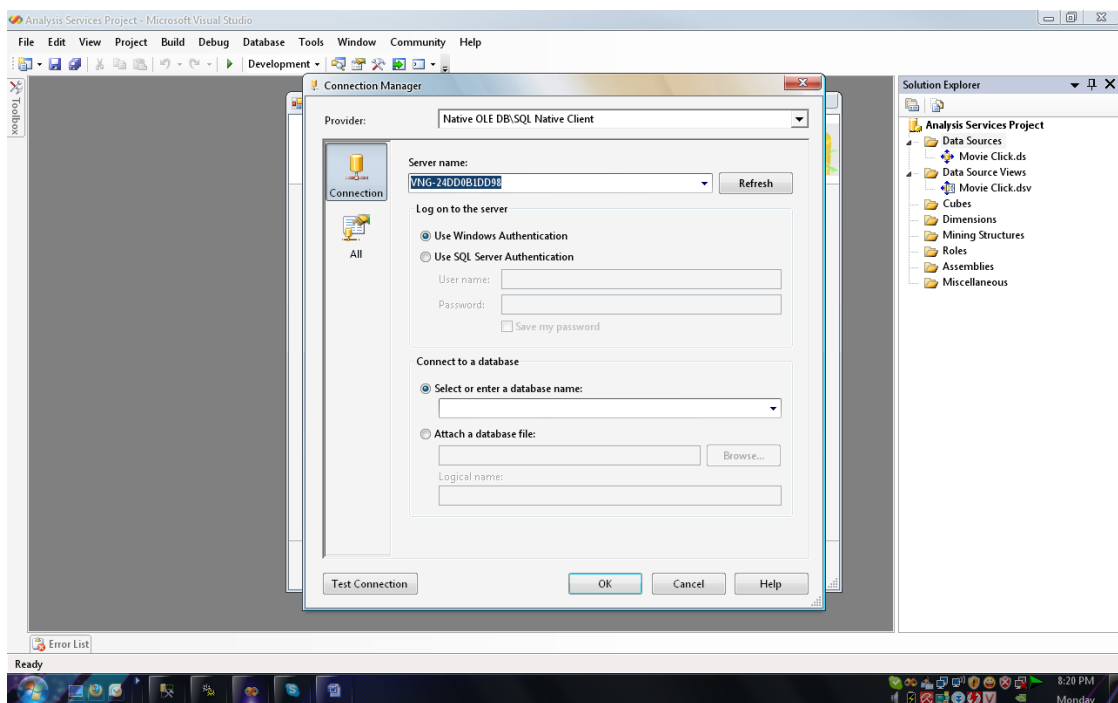 Analysis Services Project - Microsoft Visual Studio
File Edit View Project Build Debug Database Tools Window Community Help
Development
Toolbox
Connection Manager
Provider: Native OLE DB\SQL Native Client
Connection
All
Server name:
VNG-24DD0B1DD98
Refresh
Log on to the server
Use Windows Authentication
Use SQL Server Authentication
User name:
Password:
Save my password
Connect to a database
Select or enter a database name:
Attach a database file:
Browse...
Logical name:
Test Connection OK Cancel Help
Solution Explorer
Analysis Services Project
Data Sources
Movie Click.ds
Data Source Views
Movie Click.dsv
Cubes
Dimensions
Mining Structures
Roles
Assemblies
Miscellaneous
Error List
Ready
8:20 PM
Monday